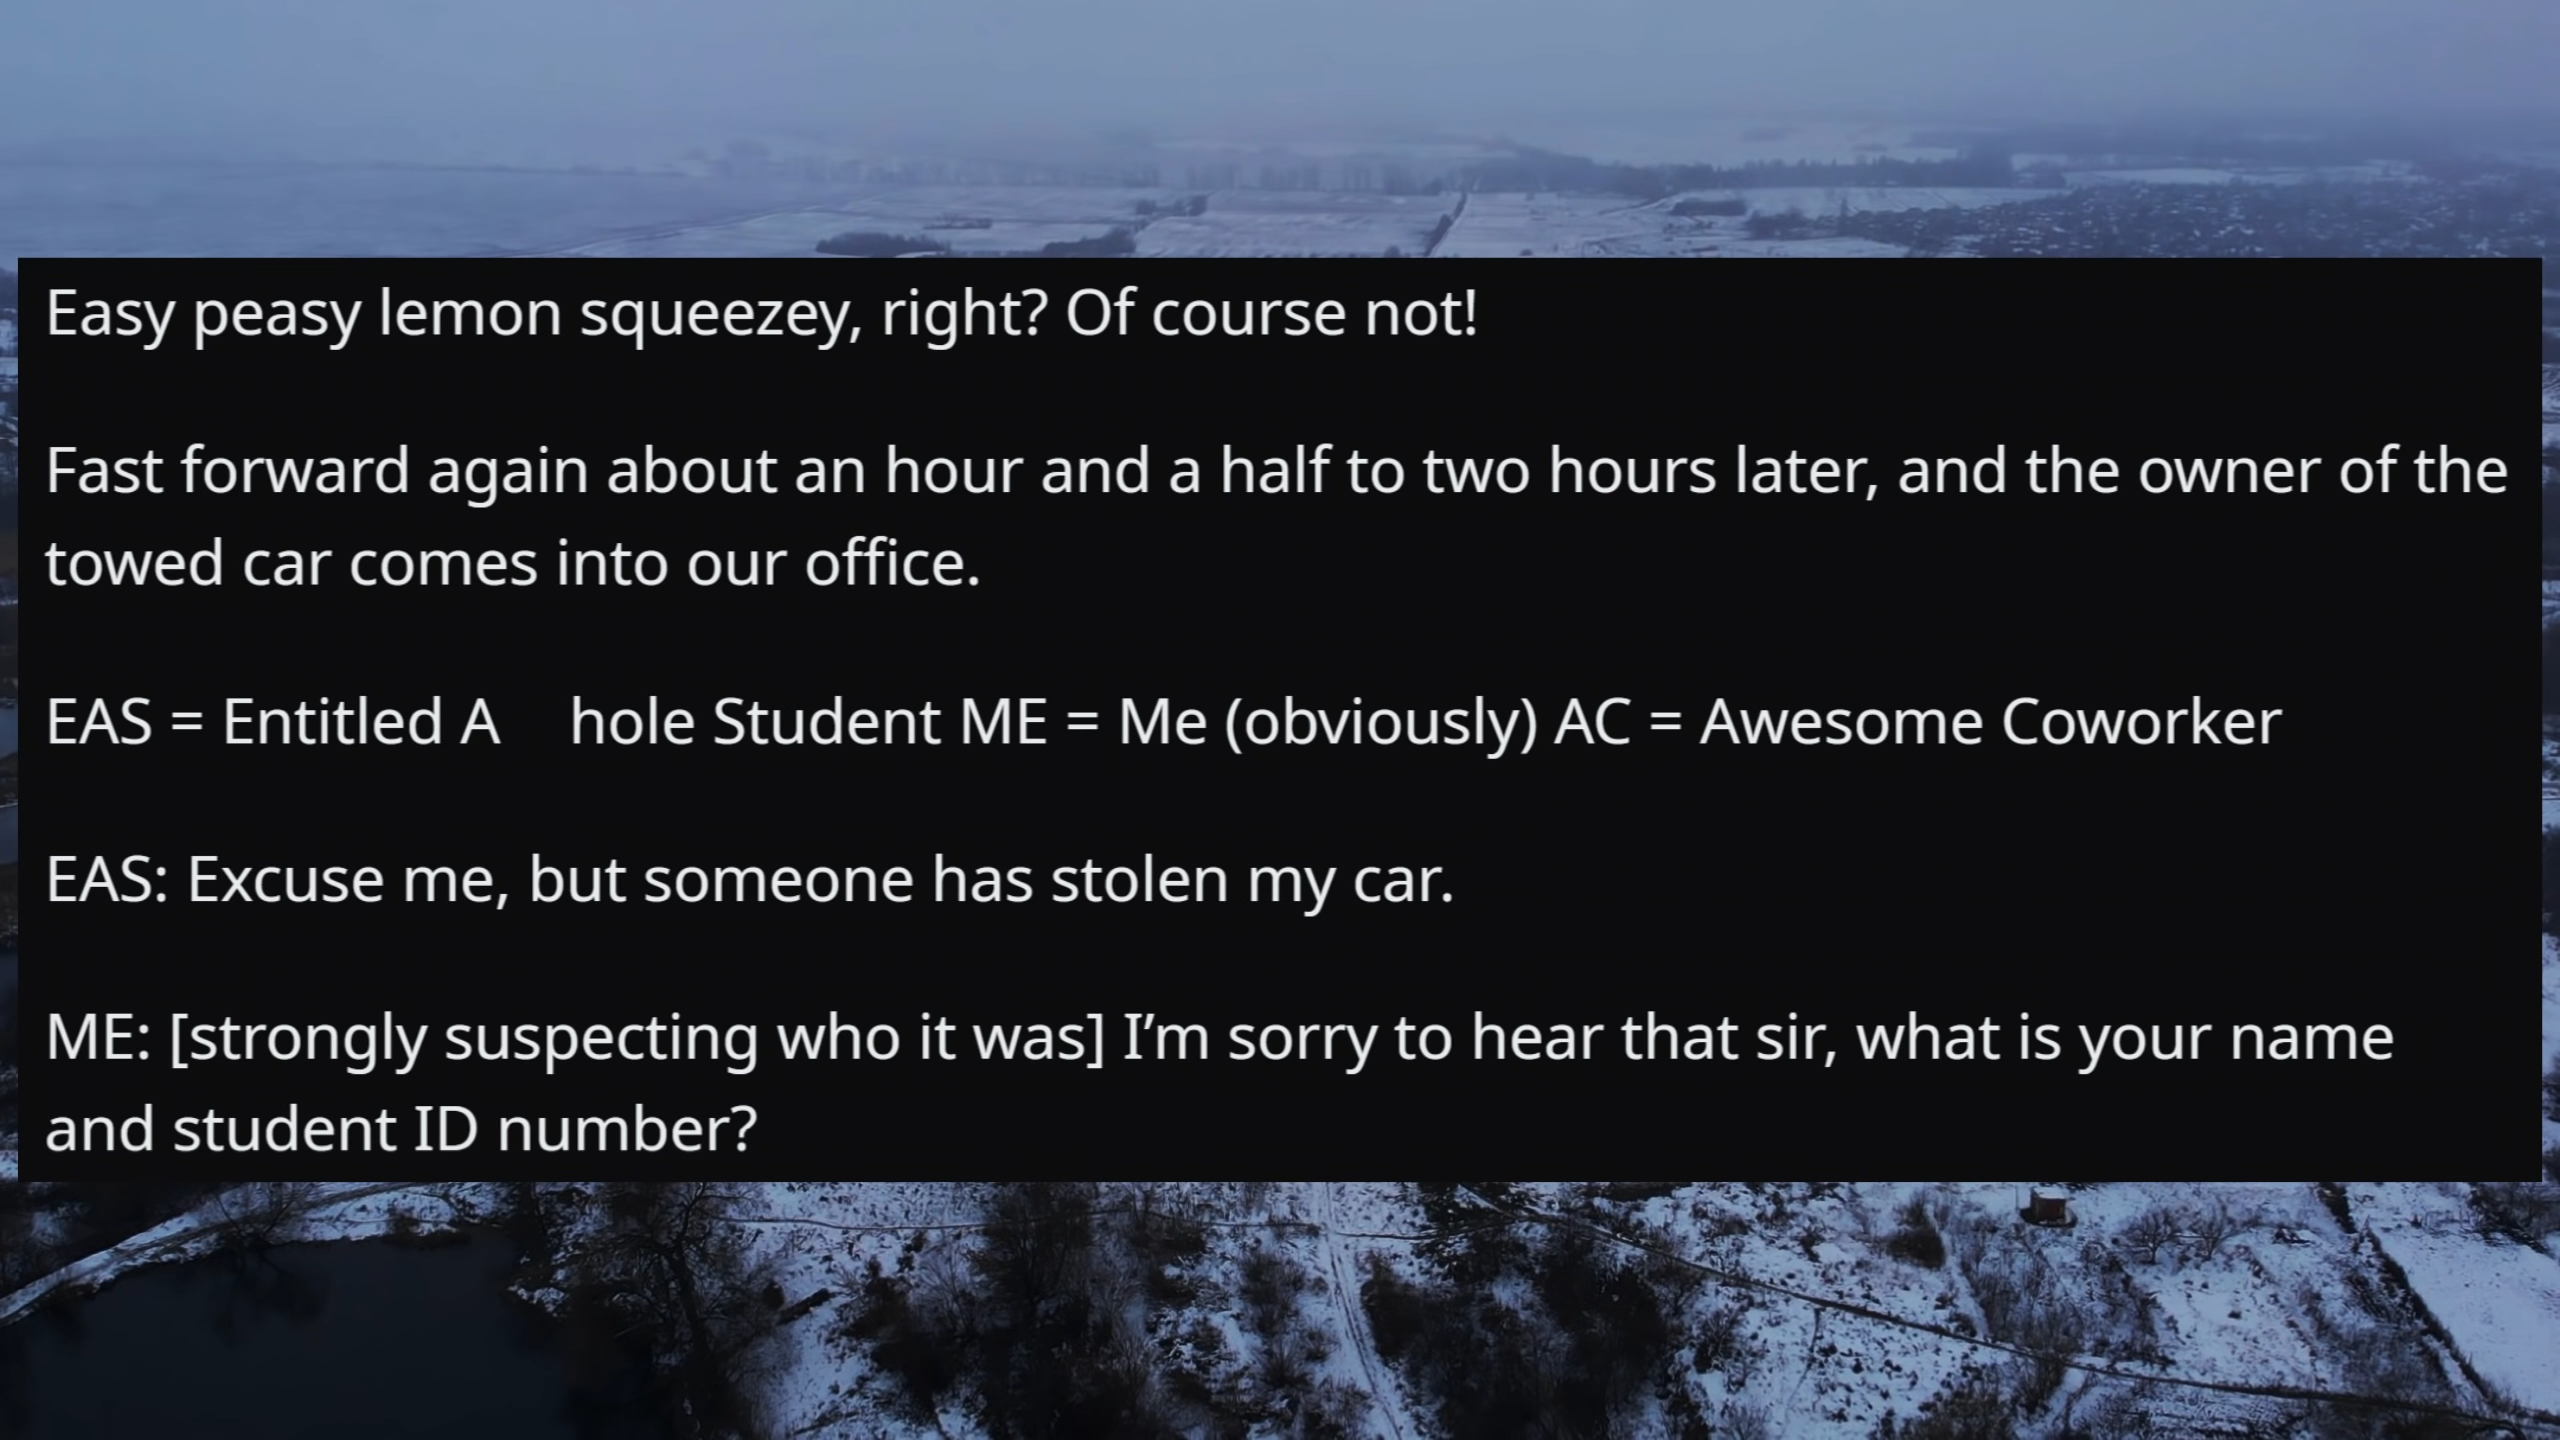 Easy peasy lemon squeezey, right? Of course not!
Fast forward again about an hour and a half to two hours later, and the owner of the
towed car comes into our office.
EAS = Entitled A hole Student ME = Me (obviously) AC = Awesome Coworker
EAS: Excuse me, but someone has stolen my car.
ME: [strongly suspecting who it was] I’m sorry to hear that sir, what is your name
and student ID number?